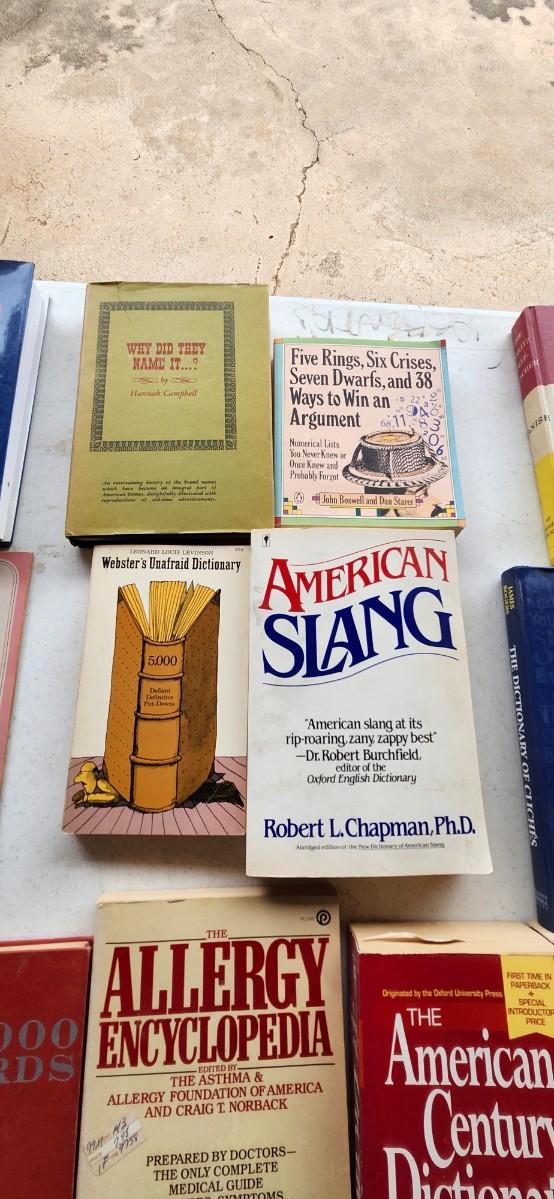 WHY DID THEY
NAME IT...?
by
Hannah Campbell
An entertaining history of the brand names
which have become an integral part of
American homes, delightfully illustrated with
reproductions of old-time advertisements.
Five Rings, Six Crises,
Seven Dwarfs, and 38
Ways to Win an
Argument
Numerical Lists
You Never Knew or
Once Knew and
Probably Forgot
John Boswell and Dan Starer
LEONARD LOUIS LEVINSON
Webster's Unafraid Dictionary
5,000
Defiant
Definitive
Put-Downs
AMERICAN
SLANG
"American slang at its
rip-roaring, zany, zappy best"
—Dr. Robert Burchfield,
editor of the
Oxford English Dictionary
Robert L. Chapman, Ph.D.
Abridged edition of the New Dictionary of American Slang
JAMES
ROGERS
THE DICTIONARY OF CLICHÉS
THE
ALLERGY
ENCYCLOPEDIA
EDITED BY
THE ASTHMA &
ALLERGY FOUNDATION OF AMERICA
AND CRAIG T. NORBACK
PREPARED BY DOCTORS—
THE ONLY COMPLETE
MEDICAL GUIDE
Originated by the Oxford University Press
FIRST TIME IN
PAPERBACK
SPECIAL
INTRODUCTOR
PRICE
THE
American
Century
Dictionary